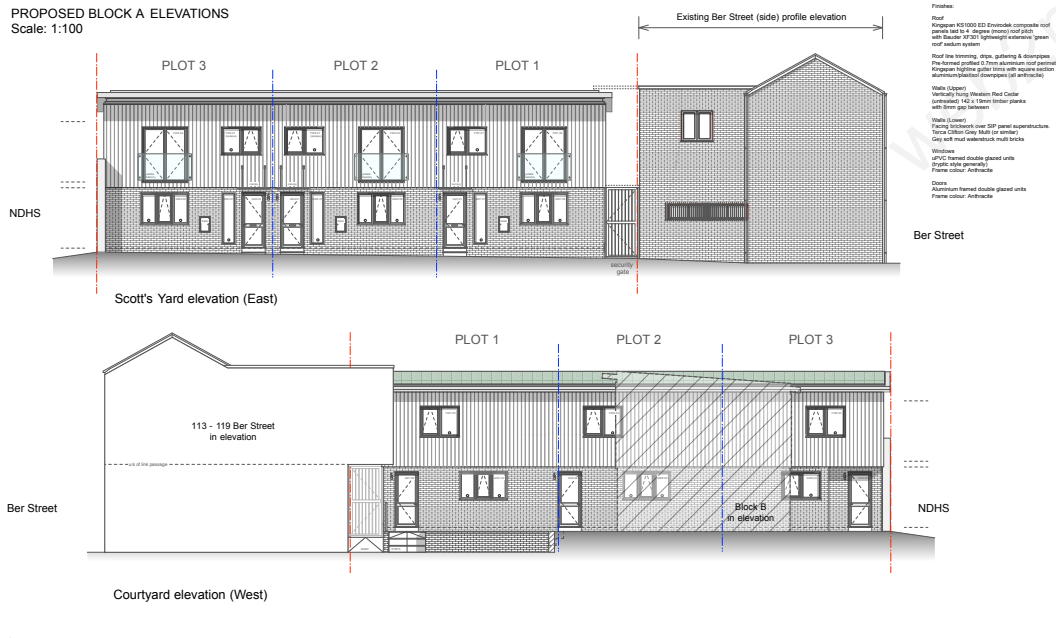 PROPOSED BLOCK A ELEVATIONS
Scale: 1:100
Existing Ber Street (side) profile elevation
PLOT 3
PLOT 2
PLOT 1
NDHS
Ber Street
security
gate
Scott's Yard elevation (East)
Finishes:
Roof
Kingspan KS1000 ED Envirodek composite roof
panels laid to 4 degree (mono) roof pitch
with Bauder XF301 lightweight extensive 'green
roof' sedum system
Roof line trimming, drips, guttering & downpipes
Pre-formed profiled 0.7mm aluminium roof perimet
Kingspan highline gutter trims with square section
aluminium/plastisol downpipes (all anthracite)
Walls (Upper)
Vertically hung Western Red Cedar
(untreated) 142 x 19mm timber planks
with 8mm gap between
Walls (Lower)
Facing brickwork over SIP panel superstructure.
Terca Clifton Grey Multi (or similar)
Gey soft mud waterstruck multi bricks
Windows
uPVC framed double glazed units
(tryptic style generally)
Frame colour: Anthracite
Doors
Aluminium framed double glazed units
Frame colour: Anthracite
PLOT 1
PLOT 2
PLOT 3
113 - 119 Ber Street
in elevation
u/s of link passage
Block B
in elevation
Ber Street
NDHS
Courtyard elevation (West)